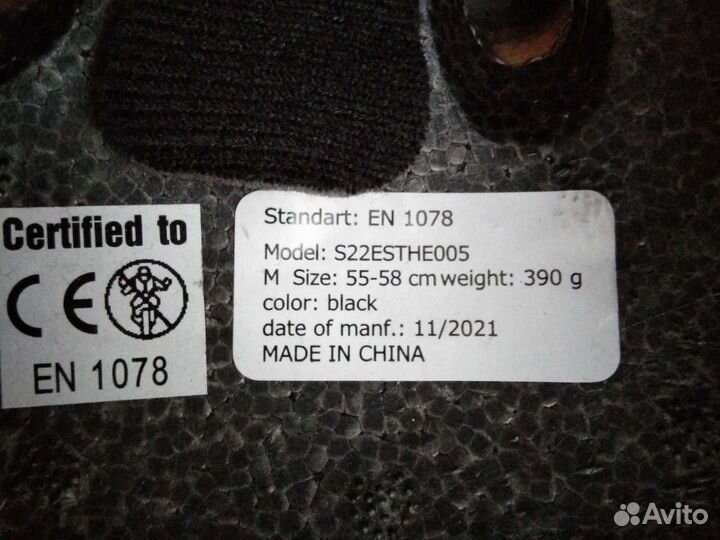 Certified to
CE
EN 1078
Standart: EN 1078
Model: S22ESTHE005
M Size: 55-58 cm weight: 390 g
color: black
date of manf.: 11/2021
MADE IN CHINA
Avito